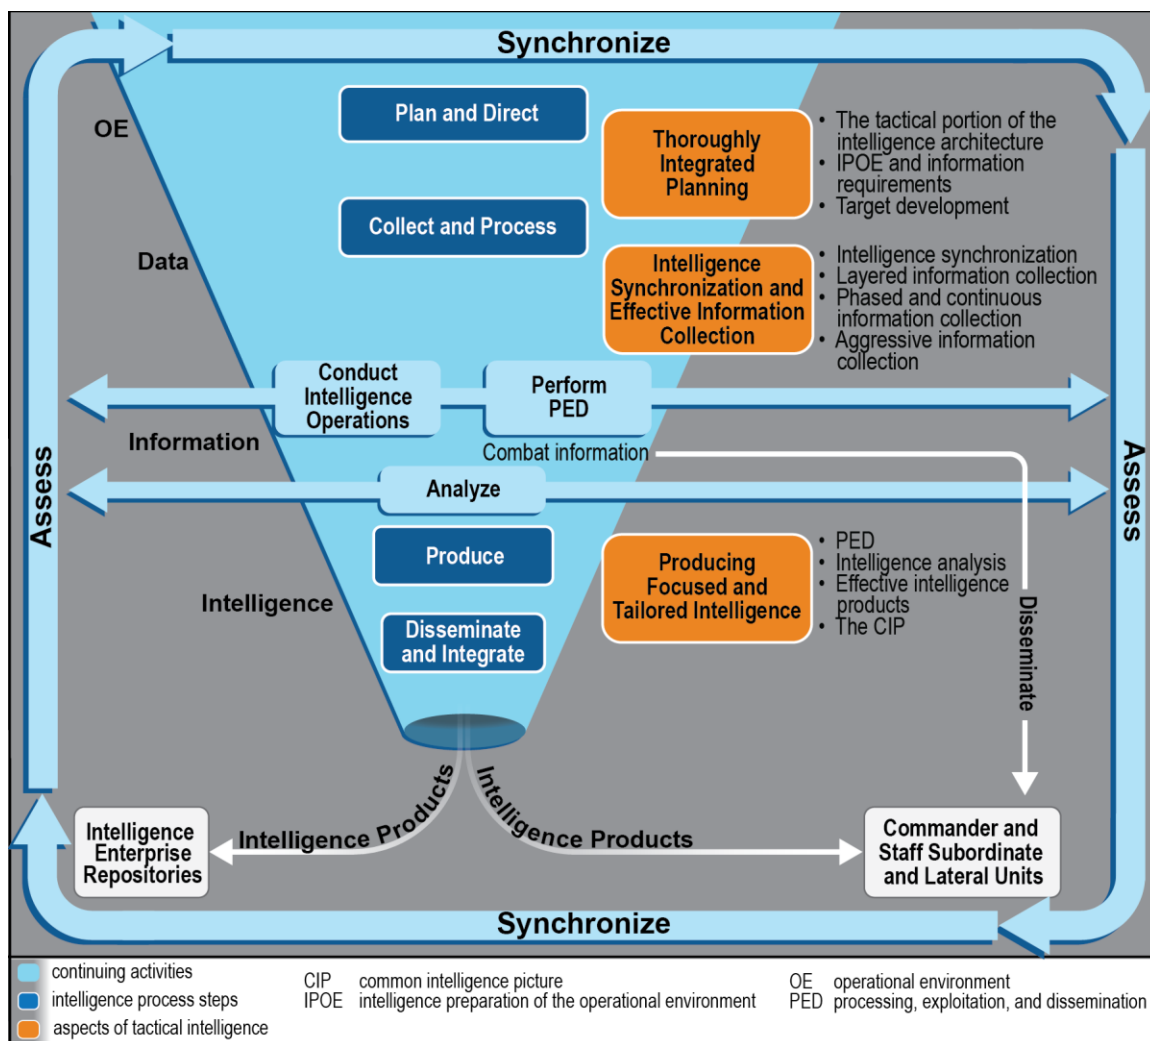 Synchronize
OE
Plan and Direct
Thoroughly
Integrated
Planning
• The tactical portion of the
intelligence architecture
• IPOE and information
requirements
• Target development
Data
Collect and Process
Intelligence
Synchronization and
Effective Information
Collection
• Intelligence synchronization
• Layered information collection
• Phased and continuous
information collection
• Aggressive information
collection
Conduct
Intelligence
Operations
Perform
PED
Information
Combat information
Assess
Assess
Analyze
Produce
Intelligence
Producing
Focused and
Tailored Intelligence
• PED
• Intelligence analysis
• Effective intelligence
products
• The CIP
Disseminate
and Integrate
Disseminate
Intelligence Products
Intelligence Products
Intelligence
Enterprise
Repositories
Commander and
Staff Subordinate
and Lateral Units
Synchronize
continuing activities
intelligence process steps
aspects of tactical intelligence
CIP common intelligence picture
IPOE intelligence preparation of the operational environment
OE operational environment
PED processing, exploitation, and dissemination